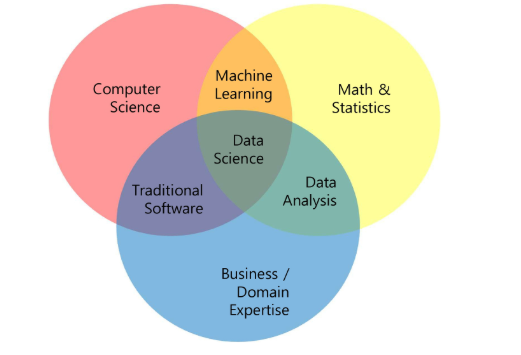 Computer
Science
Machine
Learning
Math &
Statistics
Data
Science
Traditional
Software
Data
Analysis
Business /
Domain
Expertise